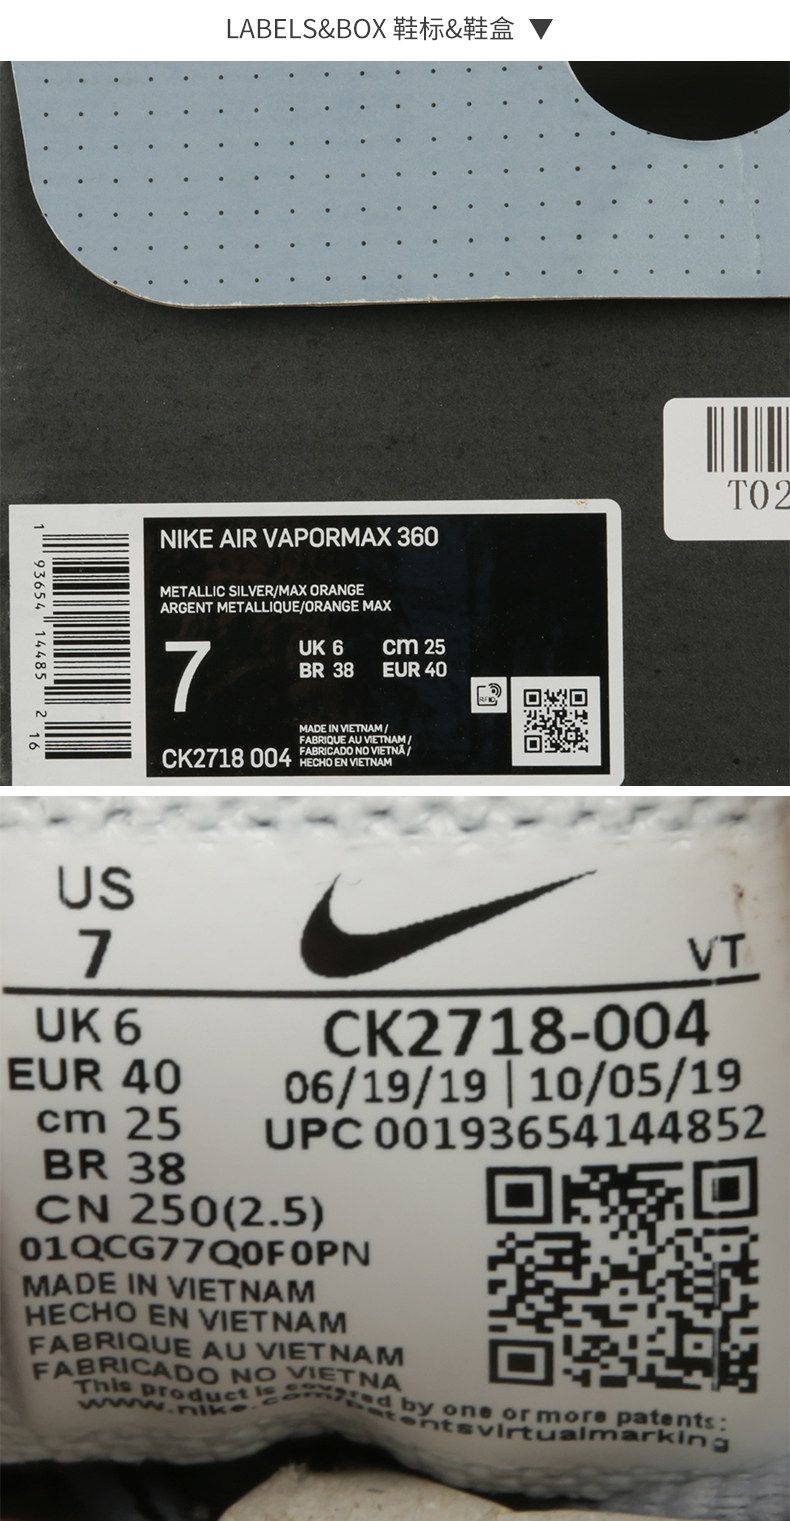 LABELS&BOX 鞋标&鞋盒 ▼
T02
NIKE AIR VAPORMAX 360
METALLIC SILVER/MAX ORANGE
ARGENT METALLIQUE/ORANGE MAX
7
UK 6 cm 25
BR 38 EUR 40
RFID
CK2718 004
MADE IN VIETNAM /
FABRIQUE AU VIETNAM /
FABRICADO NO VIETNÃ /
HECHO EN VIETNAM
1 93654 14485 2 16
US
7
VT
UK 6
EUR 40
cm 25
BR 38
CN 250(2.5)
CK2718-004
06/19/19 | 10/05/19
UPC 00193654144852
01QCG77Q0F0PN
MADE IN VIETNAM
HECHO EN VIETNAM
FABRIQUE AU VIETNAM
FABRICADO NO VIETNA
This product is covered by one or more patents:
www.nike.com/patentsvirtualmarking